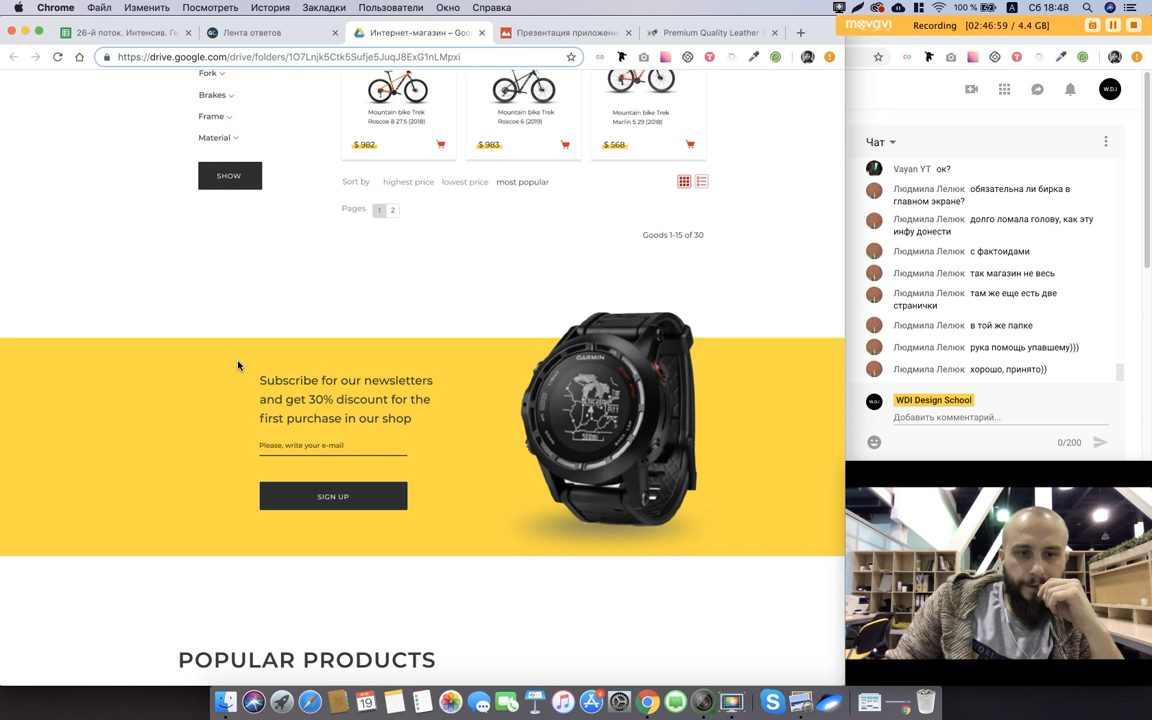 Chrome Файл Изменить Посмотреть История Закладки Пользователи Окно Справка
100 % A Сб 18:48
26-й поток. Интенсив. Ге
Лента ответов
Интернет-магазин – Goo
Презентация приложени
Premium Quality Leather
movavi
Recording [02:46:59 / 4.4 GB]
https://drive.google.com/drive/folders/1O7Lnjk5Ctk5Sufje5JuqJ8ExG1nLMpxi
Fork
Brakes
Frame
Material
SHOW
Mountain bike Trek
Roscoe 8 27.5 (2018)
$ 982
Mountain bike Trek
Roscoe 6 (2019)
$ 983
Mountain bike Trek
Marlin 5 29 (2018)
$ 568
Sort by highest price lowest price most popular
Pages 1 2
Goods 1-15 of 30
Subscribe for our newsletters
and get 30% discount for the
first purchase in our shop
Please, write your e-mail
SIGN UP
GARMIN
POPULAR PRODUCTS
W.D.I
Чат
Vayan YT ок?
Людмила Лелюк обязательна ли бирка в
главном экране?
Людмила Лелюк долго ломала голову, как эту
инфу донести
Людмила Лелюк с фактоидами
Людмила Лелюк так магазин не весь
Людмила Лелюк там же еще есть две
странички
Людмила Лелюк в той же папке
Людмила Лелюк рука помощь упавшему)))
Людмила Лелюк хорошо, принято))
W.D.I
WDI Design School
Добавить комментарий...
0/200
19